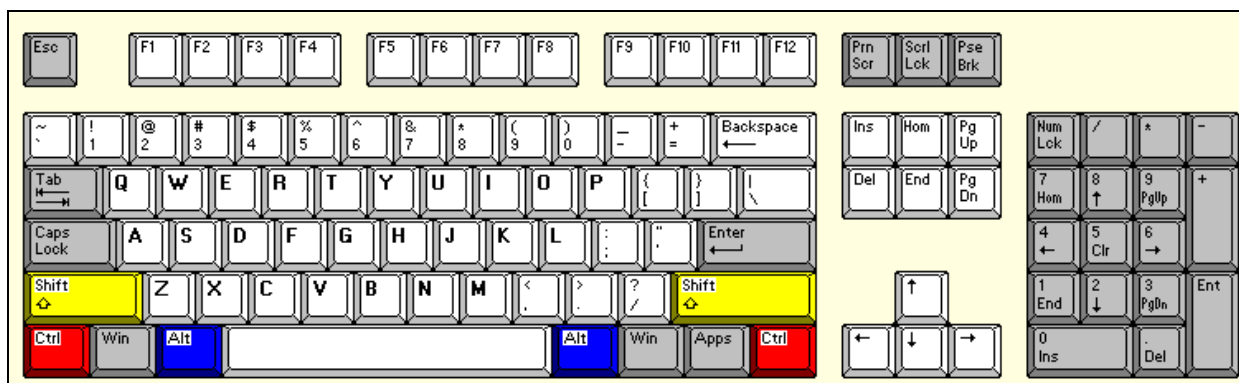 Esc F1 F2 F3 F4 F5 F6 F7 F8 F9 F10 F11 F12 Prn Scr Scrl Lck Pse Brk
~ ` ! 1 @ 2 # 3 $ 4 % 5 ^ 6 & 7 * 8 ( 9 ) 0 _ - + = Backspace ← Ins Hom Pg Up Num Lck / * -
Tab Q W E R T Y U I O P { [ } ] | \ Del End Pg Dn 7 Hom 8 ↑ 9 PgUp +
Caps Lock A S D F G H J K L : ; " ' Enter 4 ← 5 Clr 6 →
Shift Z X C V B N M < , > . ? / Shift ↑ 1 End 2 ↓ 3 PgDn Ent
Ctrl Win Alt Alt Win Apps Ctrl ← ↓ → 0 Ins . Del